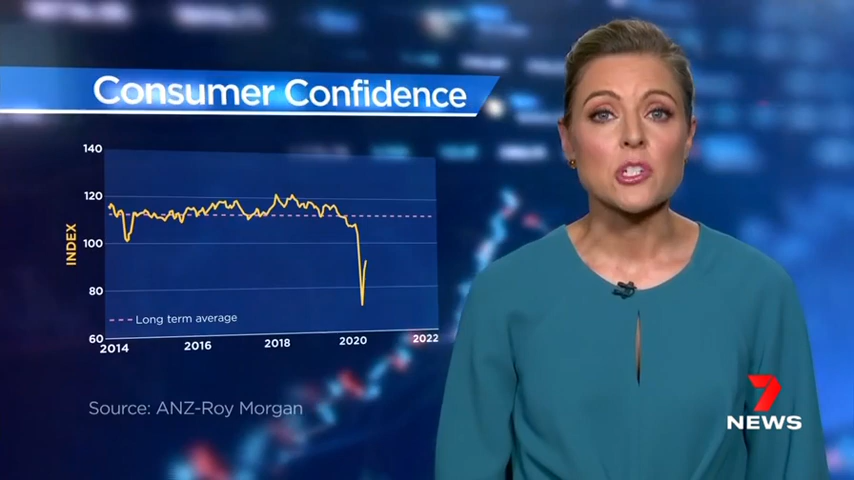 Consumer Confidence
140
120
100
80
60
INDEX
Long term average
2014 2016 2018 2020 2022
Source: ANZ-Roy Morgan
7
NEWS